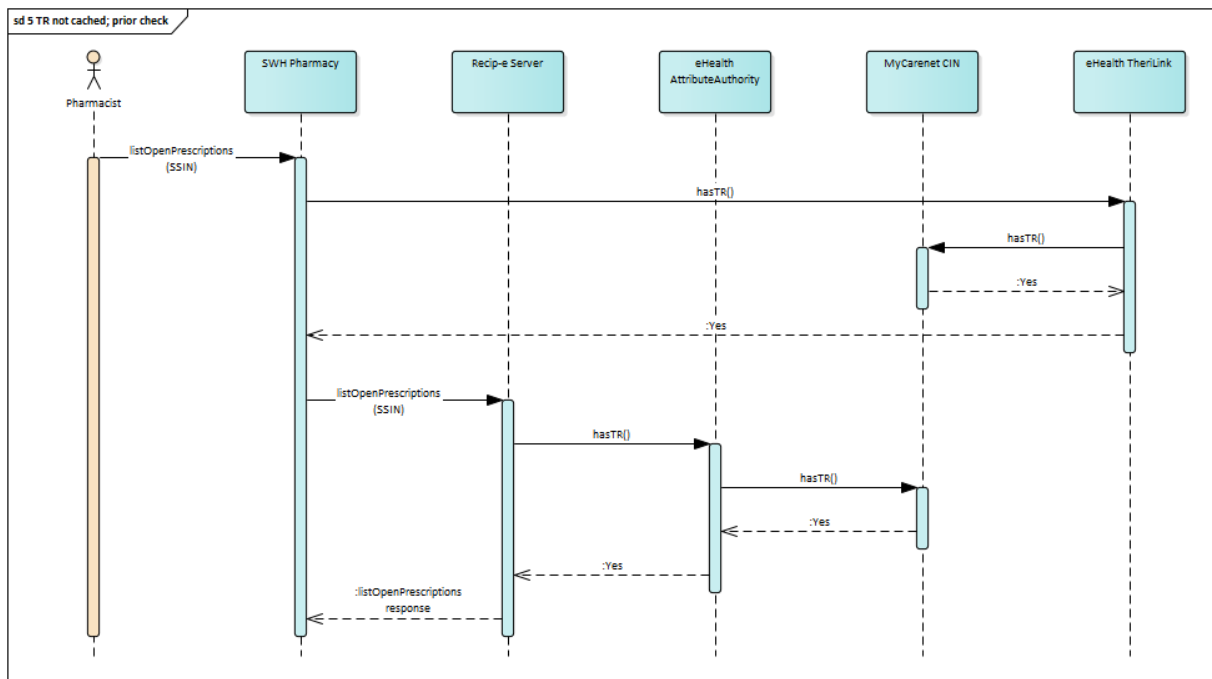 sd 5 TR not cached; prior check
Pharmacist
SWH Pharmacy
Recip-e Server
eHealth
AttributeAuthority
MyCarenet CIN
eHealth TheriLink
listOpenPrescriptions
(SSIN)
hasTR()
hasTR()
:Yes
:Yes
listOpenPrescriptions
(SSIN)
hasTR()
hasTR()
:Yes
:Yes
:listOpenPrescriptions
response